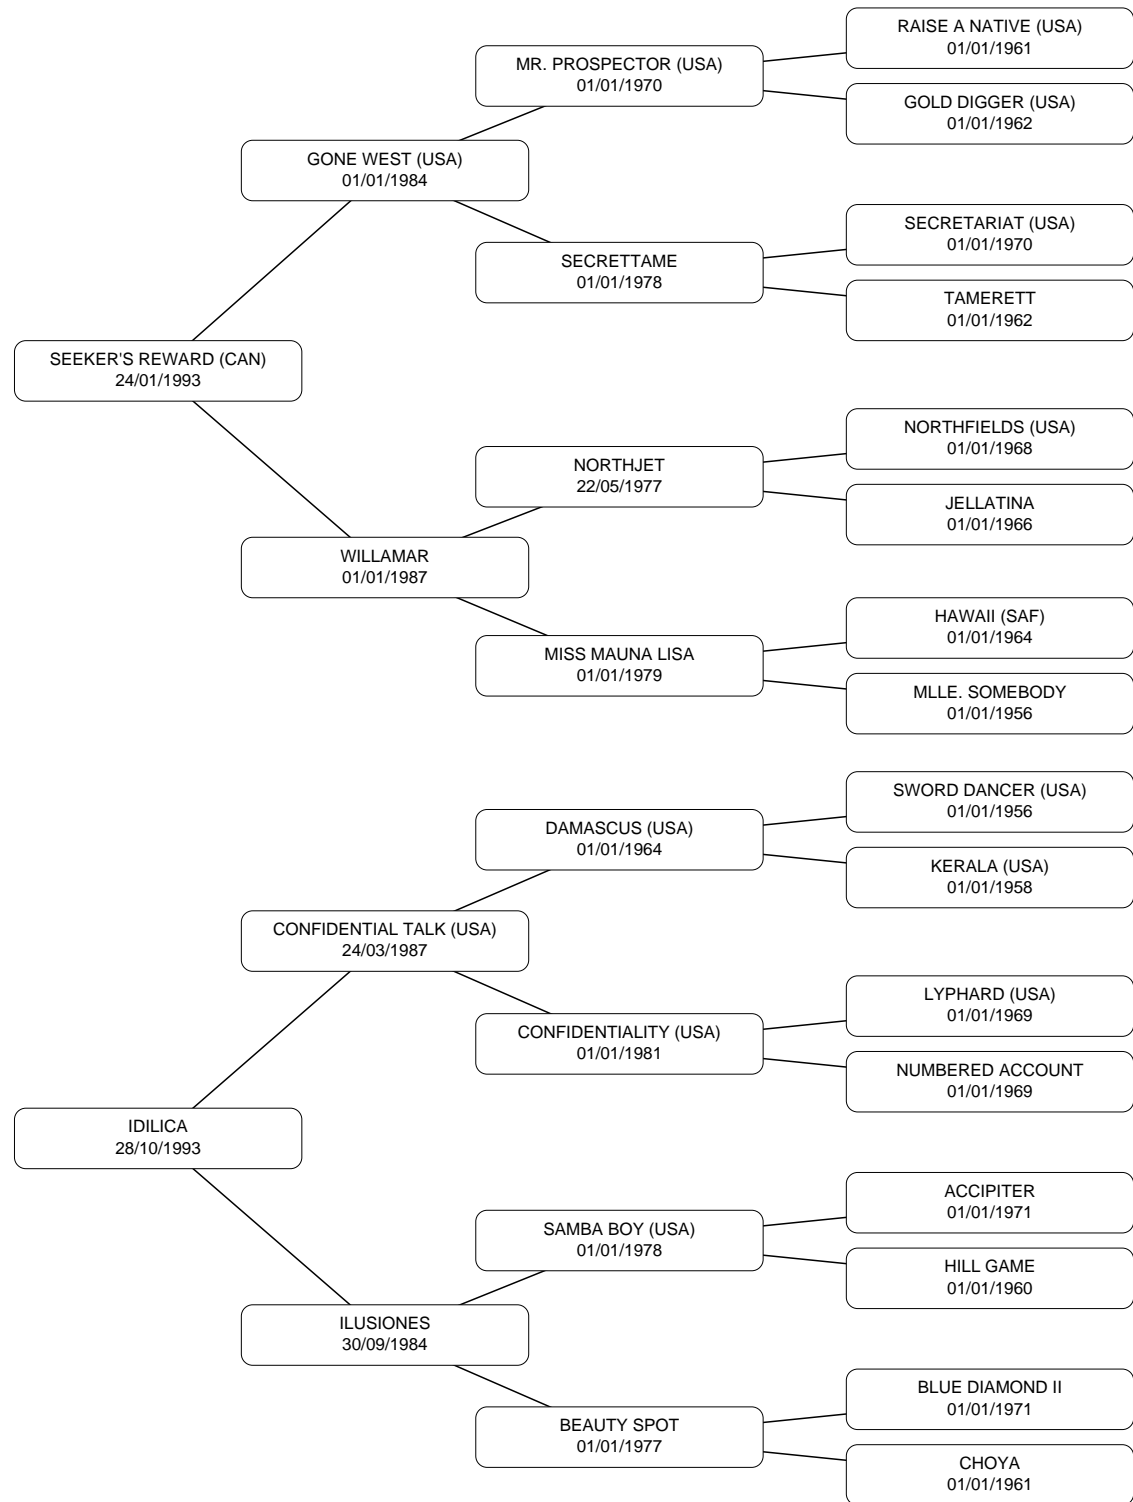 RAISE A NATIVE (USA)
01/01/1961
MR. PROSPECTOR (USA)
01/01/1970
GOLD DIGGER (USA)
01/01/1962
GONE WEST (USA)
01/01/1984
SECRETARIAT (USA)
01/01/1970
SECRETTAME
01/01/1978
TAMERETT
01/01/1962
SEEKER'S REWARD (CAN)
24/01/1993
NORTHFIELDS (USA)
01/01/1968
NORTHJET
22/05/1977
JELLATINA
01/01/1966
WILLAMAR
01/01/1987
HAWAII (SAF)
01/01/1964
MISS MAUNA LISA
01/01/1979
MLLE. SOMEBODY
01/01/1956
SWORD DANCER (USA)
01/01/1956
DAMASCUS (USA)
01/01/1964
KERALA (USA)
01/01/1958
CONFIDENTIAL TALK (USA)
24/03/1987
LYPHARD (USA)
01/01/1969
CONFIDENTIALITY (USA)
01/01/1981
NUMBERED ACCOUNT
01/01/1969
IDILICA
28/10/1993
ACCIPITER
01/01/1971
SAMBA BOY (USA)
01/01/1978
HILL GAME
01/01/1960
ILUSIONES
30/09/1984
BLUE DIAMOND II
01/01/1971
BEAUTY SPOT
01/01/1977
CHOYA
01/01/1961